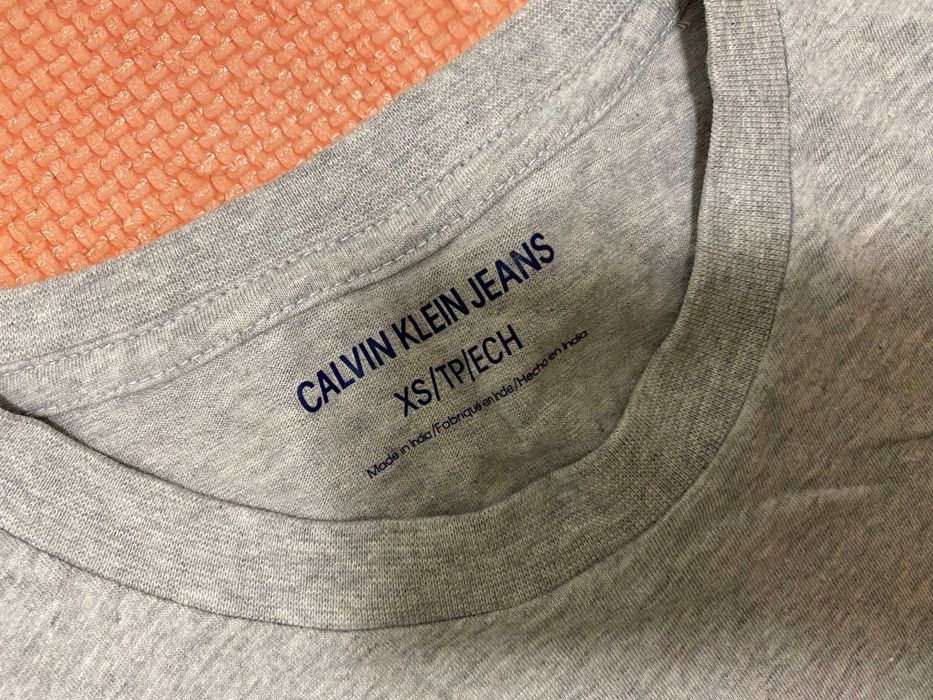 CALVIN KLEIN JEANS
XS/TP/ECH
Made in India/Fabriqué en Inde/Hecho en India